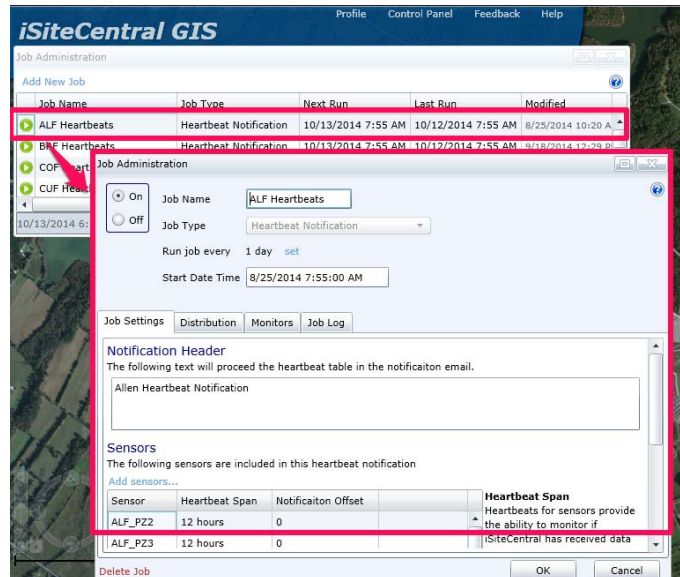 Profile Control Panel Feedback Help
iSiteCentral GIS
Job Administration
Add New Job
Job Name Job Type Next Run Last Run Modified
ALF Heartbeats Heartbeat Notification 10/13/2014 7:55 AM 10/12/2014 7:55 AM 8/25/2014 10:20 A
Heartbeat Notification 10/13/2014 7:55 AM 10/12/2014 7:55 AM 9/18/2014 12:29 P
COF
CUF
10/13/2014 6:
Job Administration
On
Off
Job Name ALF Heartbeats
Job Type Heartbeat Notification
Run job every 1 day set
Start Date Time 8/25/2014 7:55:00 AM
Job Settings Distribution Monitors Job Log
Notification Header
The following text will proceed the heartbeat table in the notificaiton email.
Allen Heartbeat Notification
Sensors
The following sensors are included in this heartbeat notification
Add sensors...
Sensor Heartbeat Span Notificaiton Offset
ALF_PZ2 12 hours 0
ALF_PZ3 12 hours 0
Heartbeat Span
Heartbeats for sensors provide
the ability to monitor if
iSiteCentral has received data
Delete Job
OK Cancel